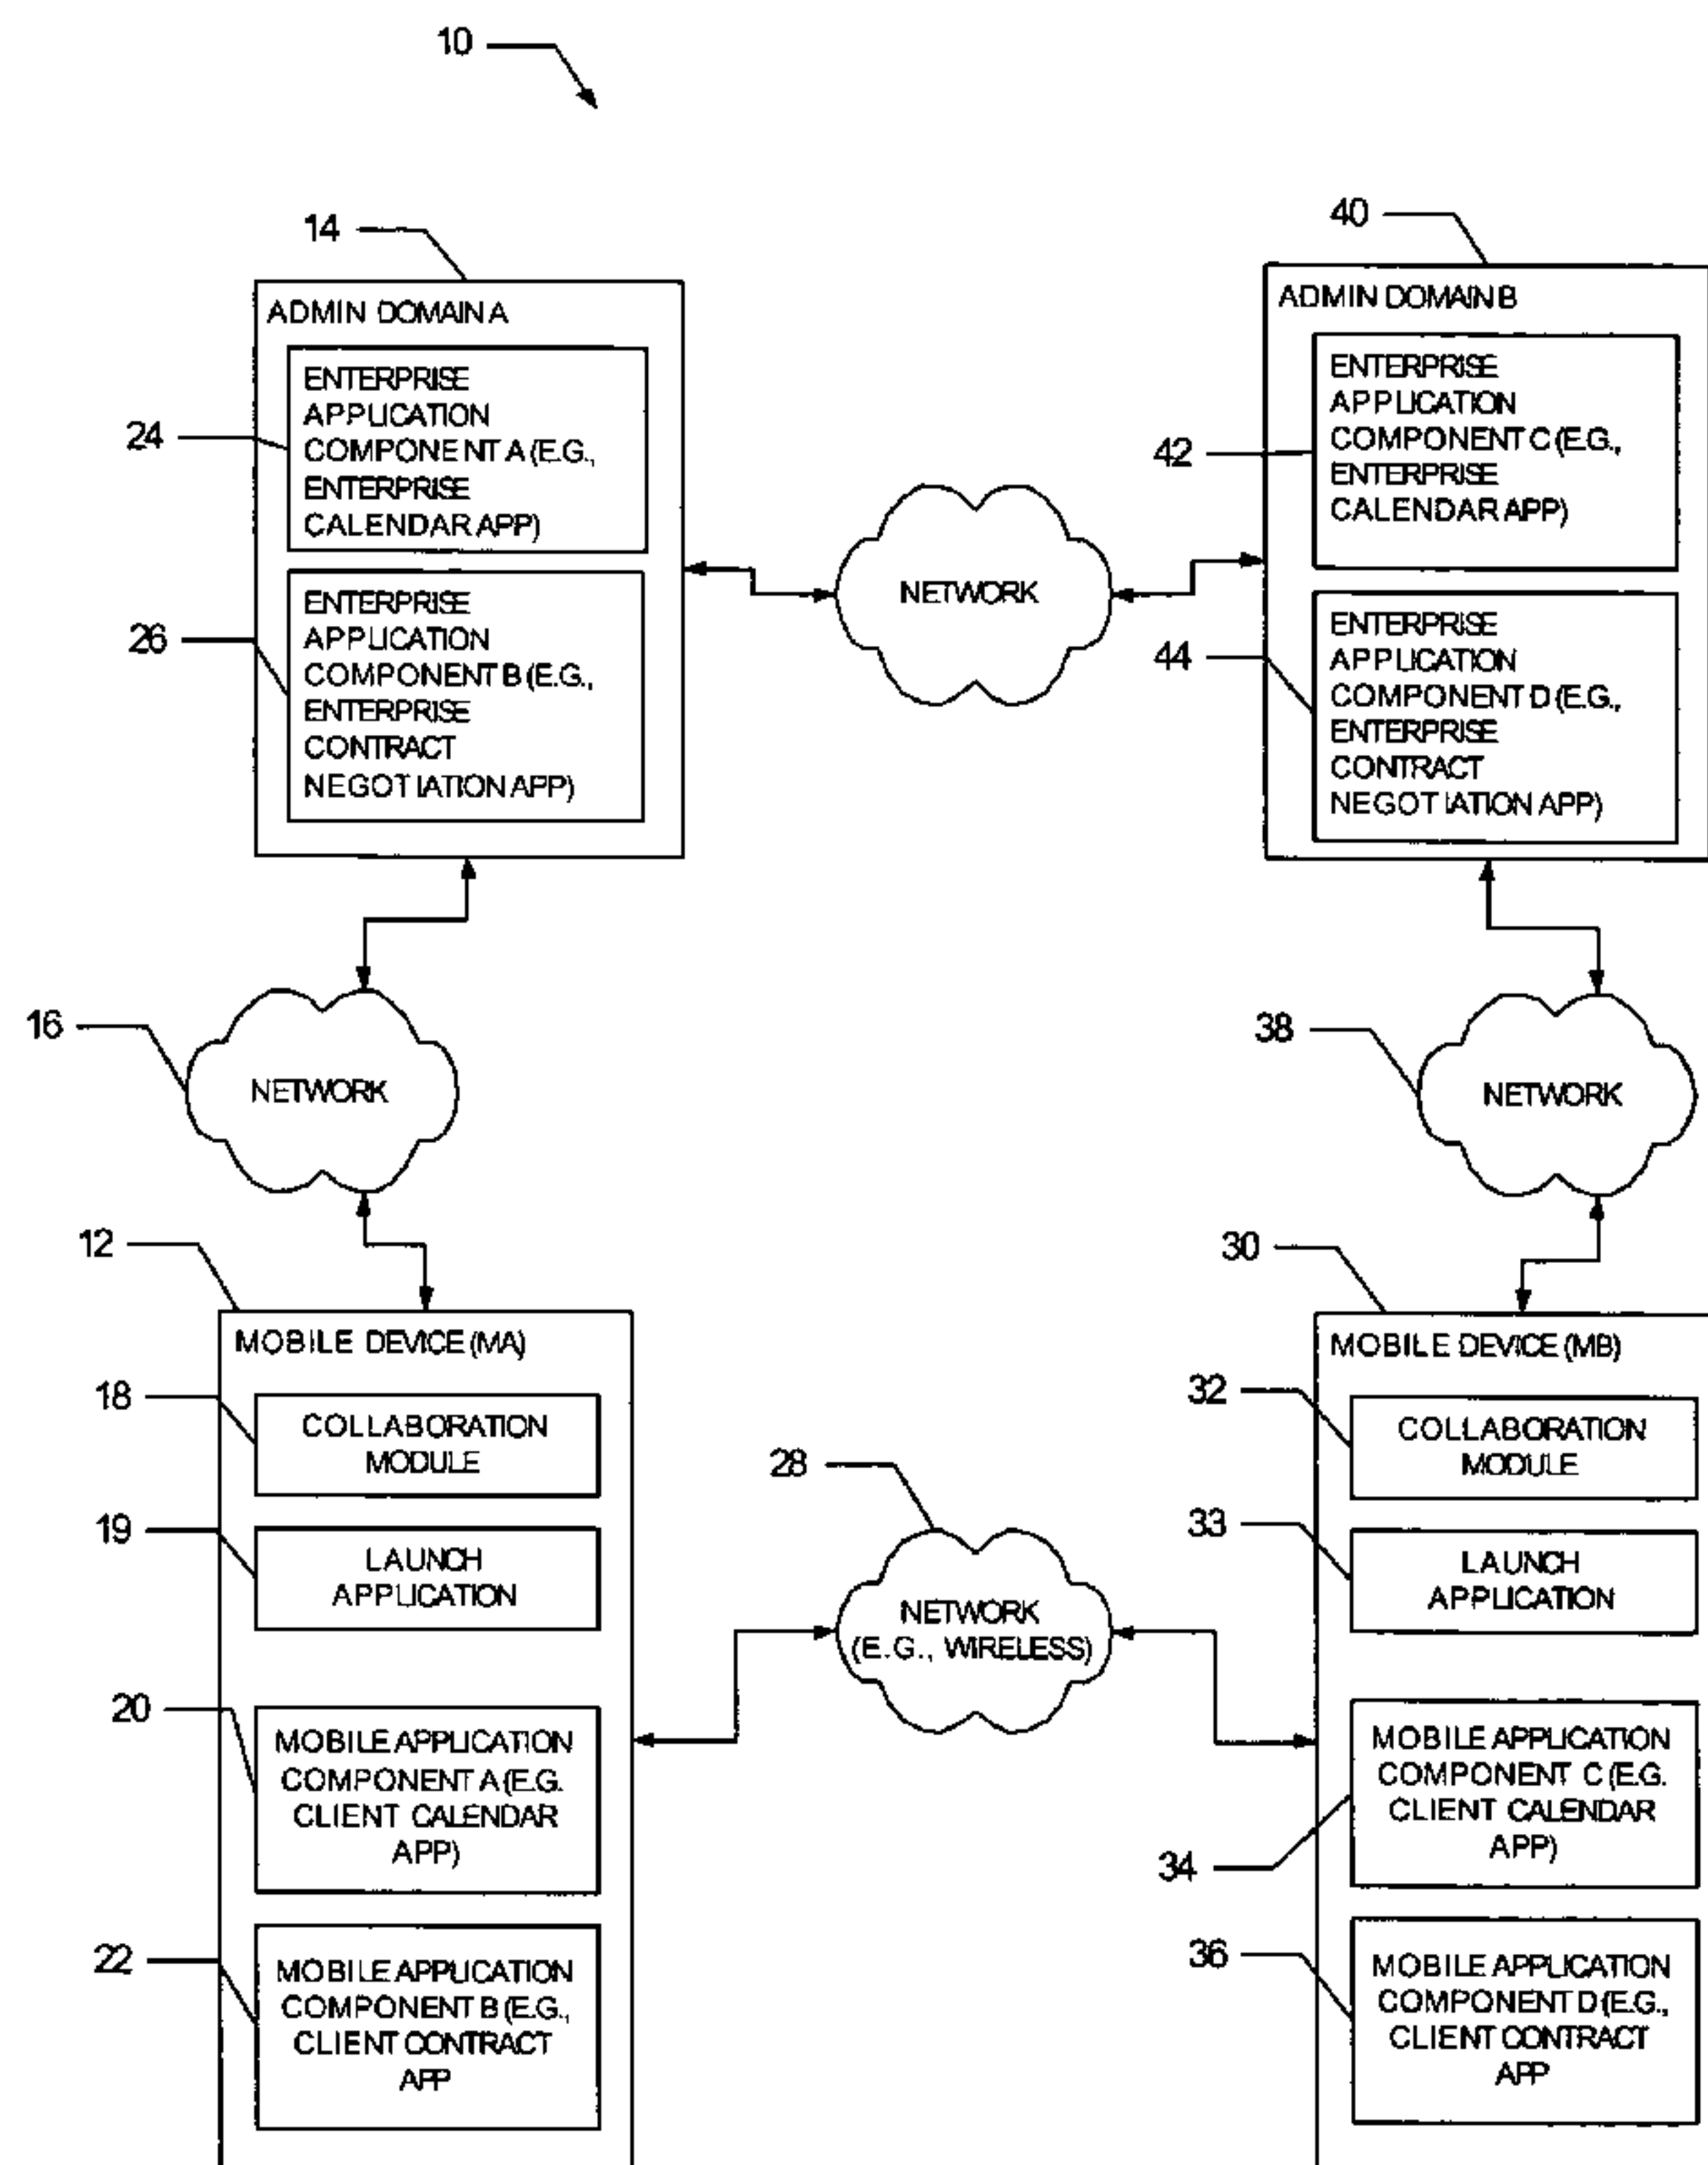 10
14
ADMIN DOMAIN A
24
ENTERPRISE
APPLICATION
COMPONENT A (E.G.,
ENTERPRISE
CALENDAR APP)
26
ENTERPRISE
APPLICATION
COMPONENT B (E.G.,
ENTERPRISE
CONTRACT
NEGOTIATION APP)
NETWORK
40
ADMIN DOMAIN B
42
ENTERPRISE
APPLICATION
COMPONENT C (E.G.,
ENTERPRISE
CALENDAR APP)
44
ENTERPRISE
APPLICATION
COMPONENT D (E.G.,
ENTERPRISE
CONTRACT
NEGOTIATION APP)
16
NETWORK
38
NETWORK
12
MOBILE DEVICE (MA)
18
COLLABORATION
MODULE
19
LAUNCH
APPLICATION
20
MOBILE APPLICATION
COMPONENT A (E.G.
CLIENT CALENDAR
APP)
22
MOBILE APPLICATION
COMPONENT B (E.G.,
CLIENT CONTRACT
APP
28
NETWORK
(E.G., WIRELESS)
30
MOBILE DEVICE (MB)
32
COLLABORATION
MODULE
33
LAUNCH
APPLICATION
34
MOBILE APPLICATION
COMPONENT C (E.G.
CLIENT CALENDAR
APP)
36
MOBILE APPLICATION
COMPONENT D (E.G.,
CLIENT CONTRACT
APP